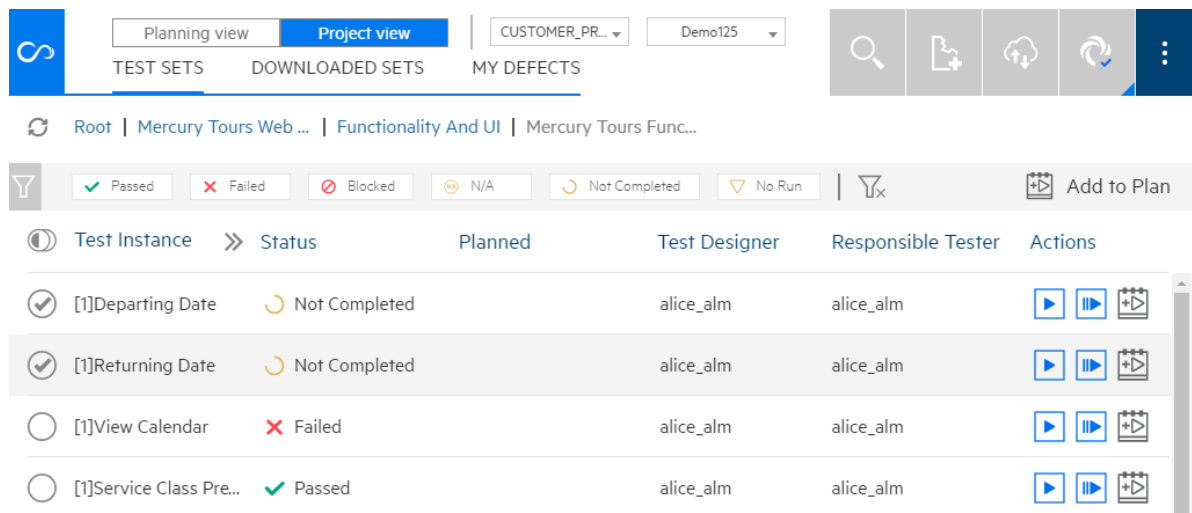 Planning view Project view CUSTOMER_PR... Demo125
TEST SETS DOWNLOADED SETS MY DEFECTS
Root | Mercury Tours Web ... | Functionality And UI | Mercury Tours Func...
Passed Failed Blocked N/A Not Completed No Run Add to Plan
Test Instance Status Planned Test Designer Responsible Tester Actions
[1]Departing Date Not Completed alice_alm alice_alm
[1]Returning Date Not Completed alice_alm alice_alm
[1]View Calendar Failed alice_alm alice_alm
[1]Service Class Pre... Passed alice_alm alice_alm